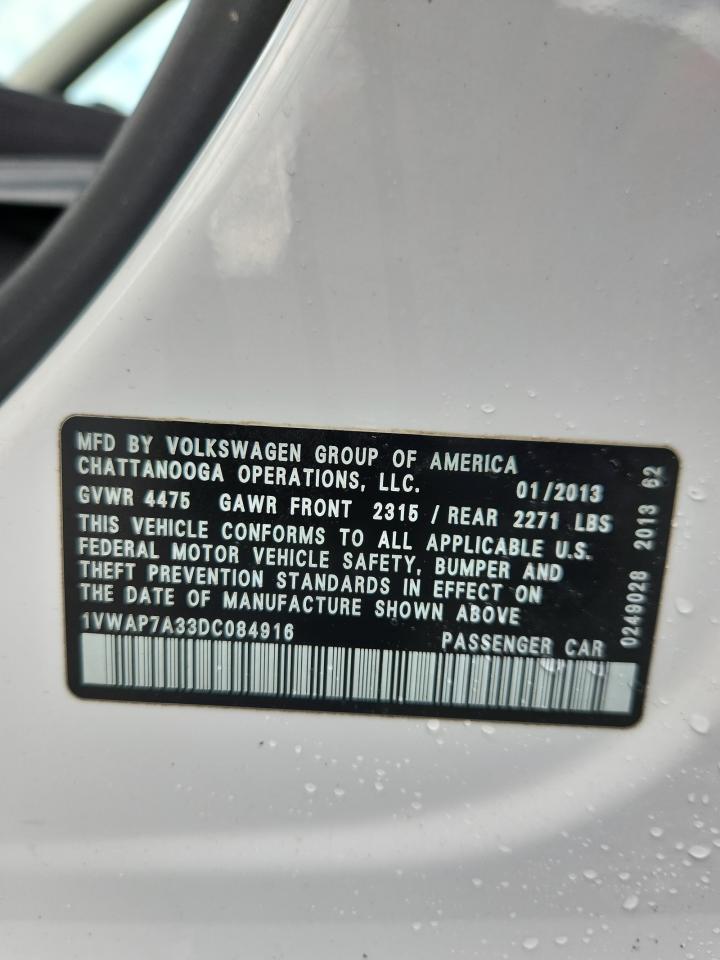 MFD BY VOLKSWAGEN GROUP OF AMERICA
CHATTANOOGA OPERATIONS, LLC. 01/2013
GVWR 4475 GAWR FRONT 2315 / REAR 2271 LBS
THIS VEHICLE CONFORMS TO ALL APPLICABLE U.S.
FEDERAL MOTOR VEHICLE SAFETY, BUMPER AND
THEFT PREVENTION STANDARDS IN EFFECT ON
THE DATE OF MANUFACTURE SHOWN ABOVE
1VWAP7A33DC084916 PASSENGER CAR
0249028 2013 62